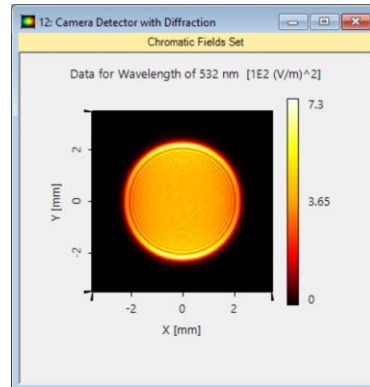 12: Camera Detector with Diffraction
Chromatic Fields Set
Data for Wavelength of 532 nm [1E2 (V/m)^2]
7.3
3.65
0
Y [mm]
2
0
-2
-2 0 2
X [mm]